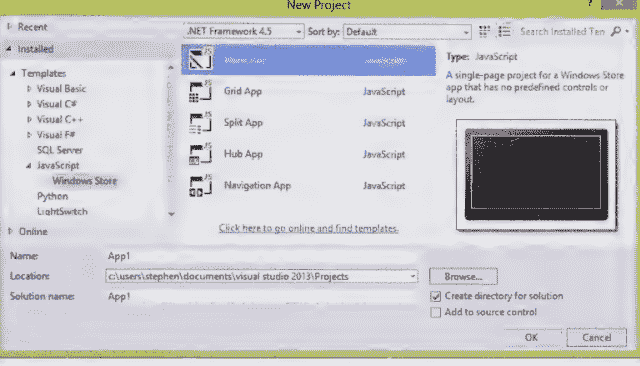 New Project
Recent
.NET Framework 4.5 Sort by: Default
Search Installed Tem
Installed
Templates
Visual Basic
Visual C#
Visual C++
Visual F#
SQL Server
JavaScript
Windows Store
Python
LightSwitch
Online
JavaScript
Grid App JavaScript
Split App JavaScript
Hub App JavaScript
Navigation App JavaScript
Click here to go online and find templates.
Type: JavaScript
A single-page project for a Windows Store
app that has no predefined controls or
layout.
Name: App1
Location: c:\users\stephen\documents\visual studio 2013\Projects
Browse...
Solution name: App1
Create directory for solution
Add to source control
OK Cancel